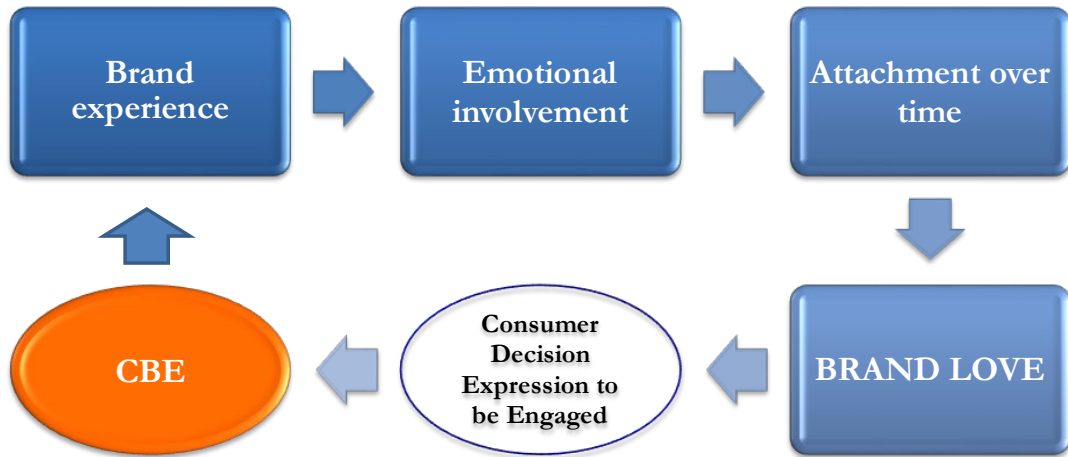 Brand
experience
Emotional
involvement
Attachment over
time
CBE
Consumer
Decision
Expression to
be Engaged
BRAND LOVE